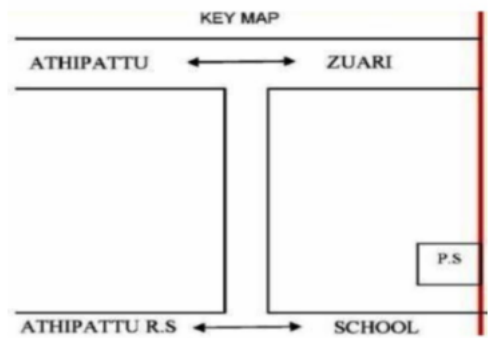 KEY MAP
ATHIPATTU ZUARI
P.S
ATHIPATTU R.S SCHOOL